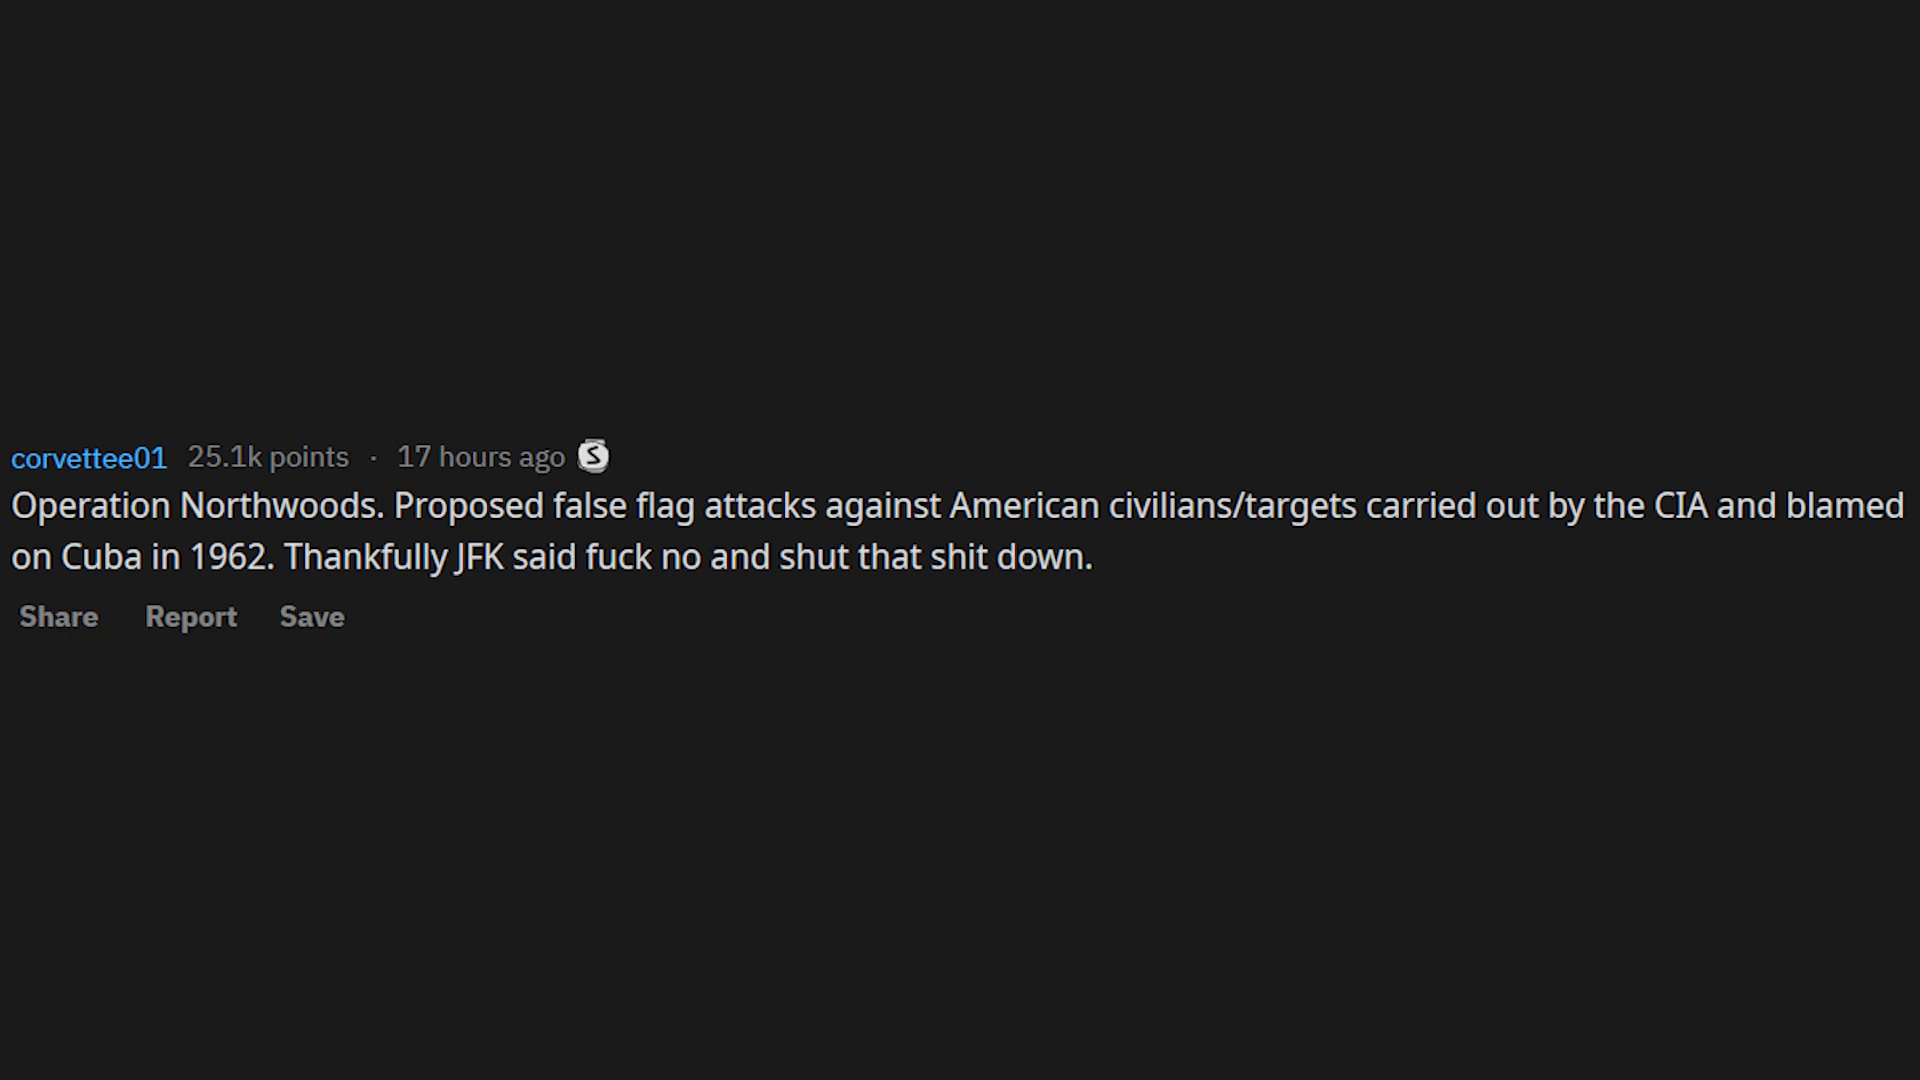 corvettee01 25.1k points · 17 hours ago S
Operation Northwoods. Proposed false flag attacks against American civilians/targets carried out by the CIA and blamed
on Cuba in 1962. Thankfully JFK said fuck no and shut that shit down.
Share Report Save